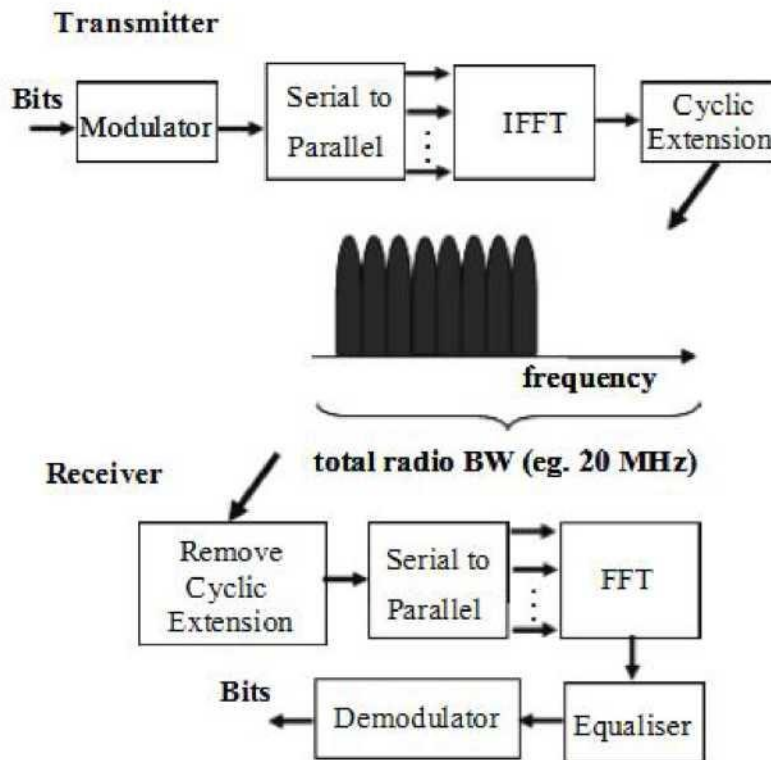 Transmitter
Bits
Modulator
Serial to
Parallel
IFFT
Cyclic
Extension
frequency
total radio BW (eg. 20 MHz)
Receiver
Remove
Cyclic
Extension
Serial to
Parallel
FFT
Bits
Demodulator
Equaliser